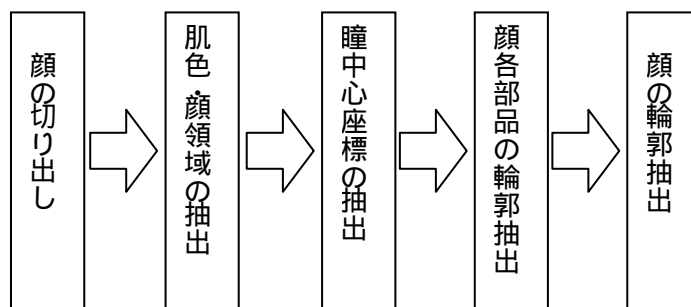 顔の切り出し
肌色・顔領域の抽出
瞳中心座標の抽出
顔各部品の輪郭抽出
顔の輪郭抽出